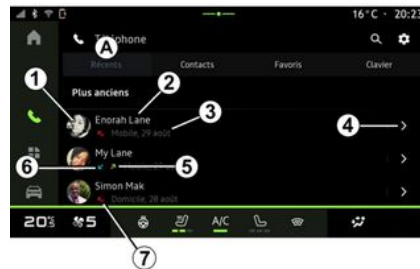 16°C · 20:23
Téléphone
A
Récents Contacts Favoris Clavier
Plus anciens
1 2 3 4
Enorah Lane
Mobile, 29 août
My Lane
6 5
Simon Mak
Domicile, 28 août
20 5 A/C
7